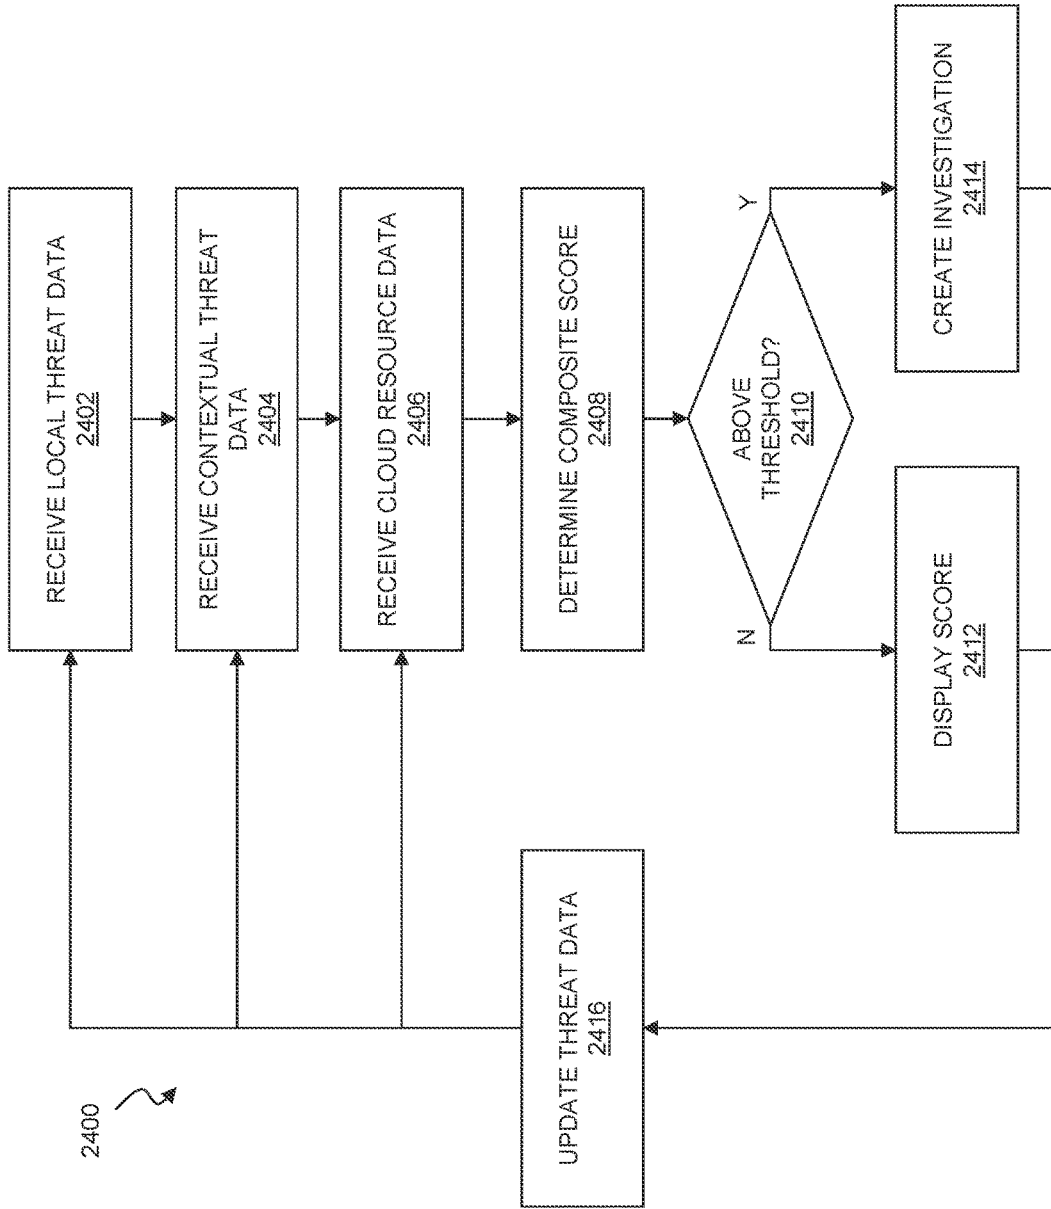 2400
RECEIVE LOCAL THREAT DATA
2402
RECEIVE CONTEXTUAL THREAT
DATA
2404
RECEIVE CLOUD RESOURCE DATA
2406
DETERMINE COMPOSITE SCORE
2408
ABOVE
THRESHOLD?
2410
N
Y
DISPLAY SCORE
2412
CREATE INVESTIGATION
2414
UPDATE THREAT DATA
2416